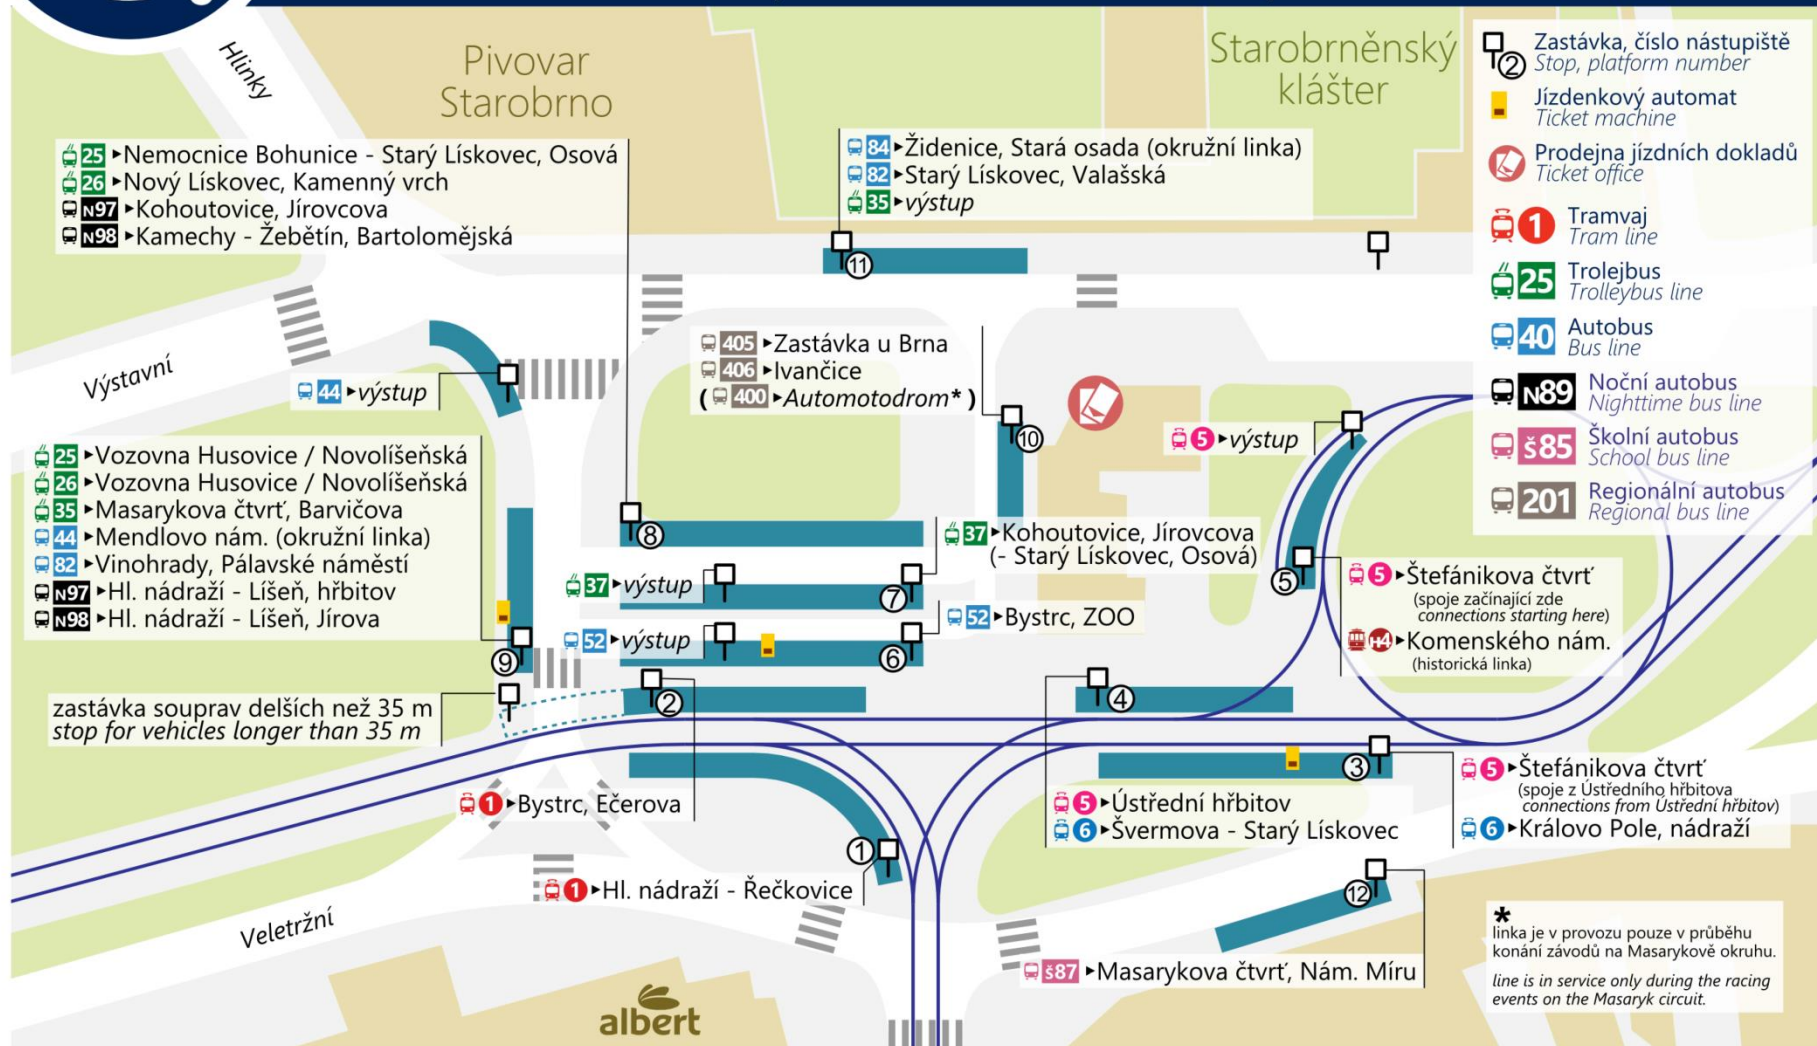 Hlinky
Pivovar
Starobrno
Starobrněnský
klášter
2 Zastávka, číslo nástupiště
Stop, platform number
Jízdenkový automat
Ticket machine
Prodejna jízdních dokladů
Ticket office
1 Tramvaj
Tram line
25 Trolejbus
Trolleybus line
40 Autobus
Bus line
N89 Noční autobus
Nighttime bus line
š85 Školní autobus
School bus line
201 Regionální autobus
Regional bus line
25 ▸Nemocnice Bohunice - Starý Lískovec, Osová
26 ▸Nový Lískovec, Kamenný vrch
N97 ▸Kohoutovice, Jírovcova
N98 ▸Kamechy - Žebětín, Bartolomějská
84 ▸Židenice, Stará osada (okružní linka)
82 ▸Starý Lískovec, Valašská
35 ▸výstup
11
Výstavní
44 ▸výstup
405 ▸Zastávka u Brna
406 ▸Ivančice
( 400 ▸Automotodrom* )
10
5 ▸výstup
25 ▸Vozovna Husovice / Novolíšeňská
26 ▸Vozovna Husovice / Novolíšeňská
35 ▸Masarykova čtvrť, Barvičova
44 ▸Mendlovo nám. (okružní linka)
82 ▸Vinohrady, Pálavské náměstí
N97 ▸Hl. nádraží - Líšeň, hřbitov
N98 ▸Hl. nádraží - Líšeň, Jírova
9
8
37 ▸Kohoutovice, Jírovcova
(- Starý Lískovec, Osová)
37 ▸výstup
7
52 ▸výstup
6
52 ▸Bystrc, ZOO
5
5 ▸Štefánikova čtvrť
(spoje začínající zde
connections starting here)
H4 ▸Komenského nám.
(historická linka)
zastávka souprav delších než 35 m
stop for vehicles longer than 35 m
2
4
1 ▸Bystrc, Ečerova
3
5 ▸Ústřední hřbitov
6 ▸Švermova - Starý Lískovec
5 ▸Štefánikova čtvrť
(spoje z Ústředního hřbitova
connections from Ústřední hřbitov)
6 ▸Královo Pole, nádraží
1
1 ▸Hl. nádraží - Řečkovice
12
Veletržní
š87 ▸Masarykova čtvrť, Nám. Míru
*
linka je v provozu pouze v průběhu
konání závodů na Masarykově okruhu.
line is in service only during the racing
events on the Masaryk circuit.
albert